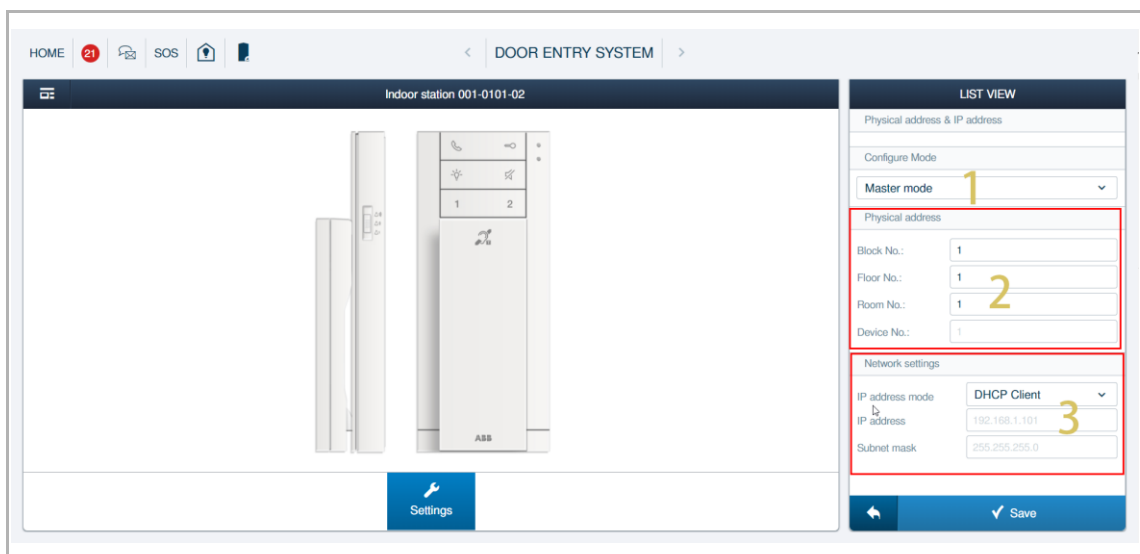 HOME 21 SOS DOOR ENTRY SYSTEM
Indoor station 001-0101-02
1 2
ABB
Settings
LIST VIEW
Physical address & IP address
Configure Mode
Master mode 1
Physical address
Block No.: 1
Floor No.: 1
2
Room No.: 1
Device No.: 1
Network settings
IP address mode DHCP Client
3
IP address 192.168.1.101
Subnet mask 255.255.255.0
Save